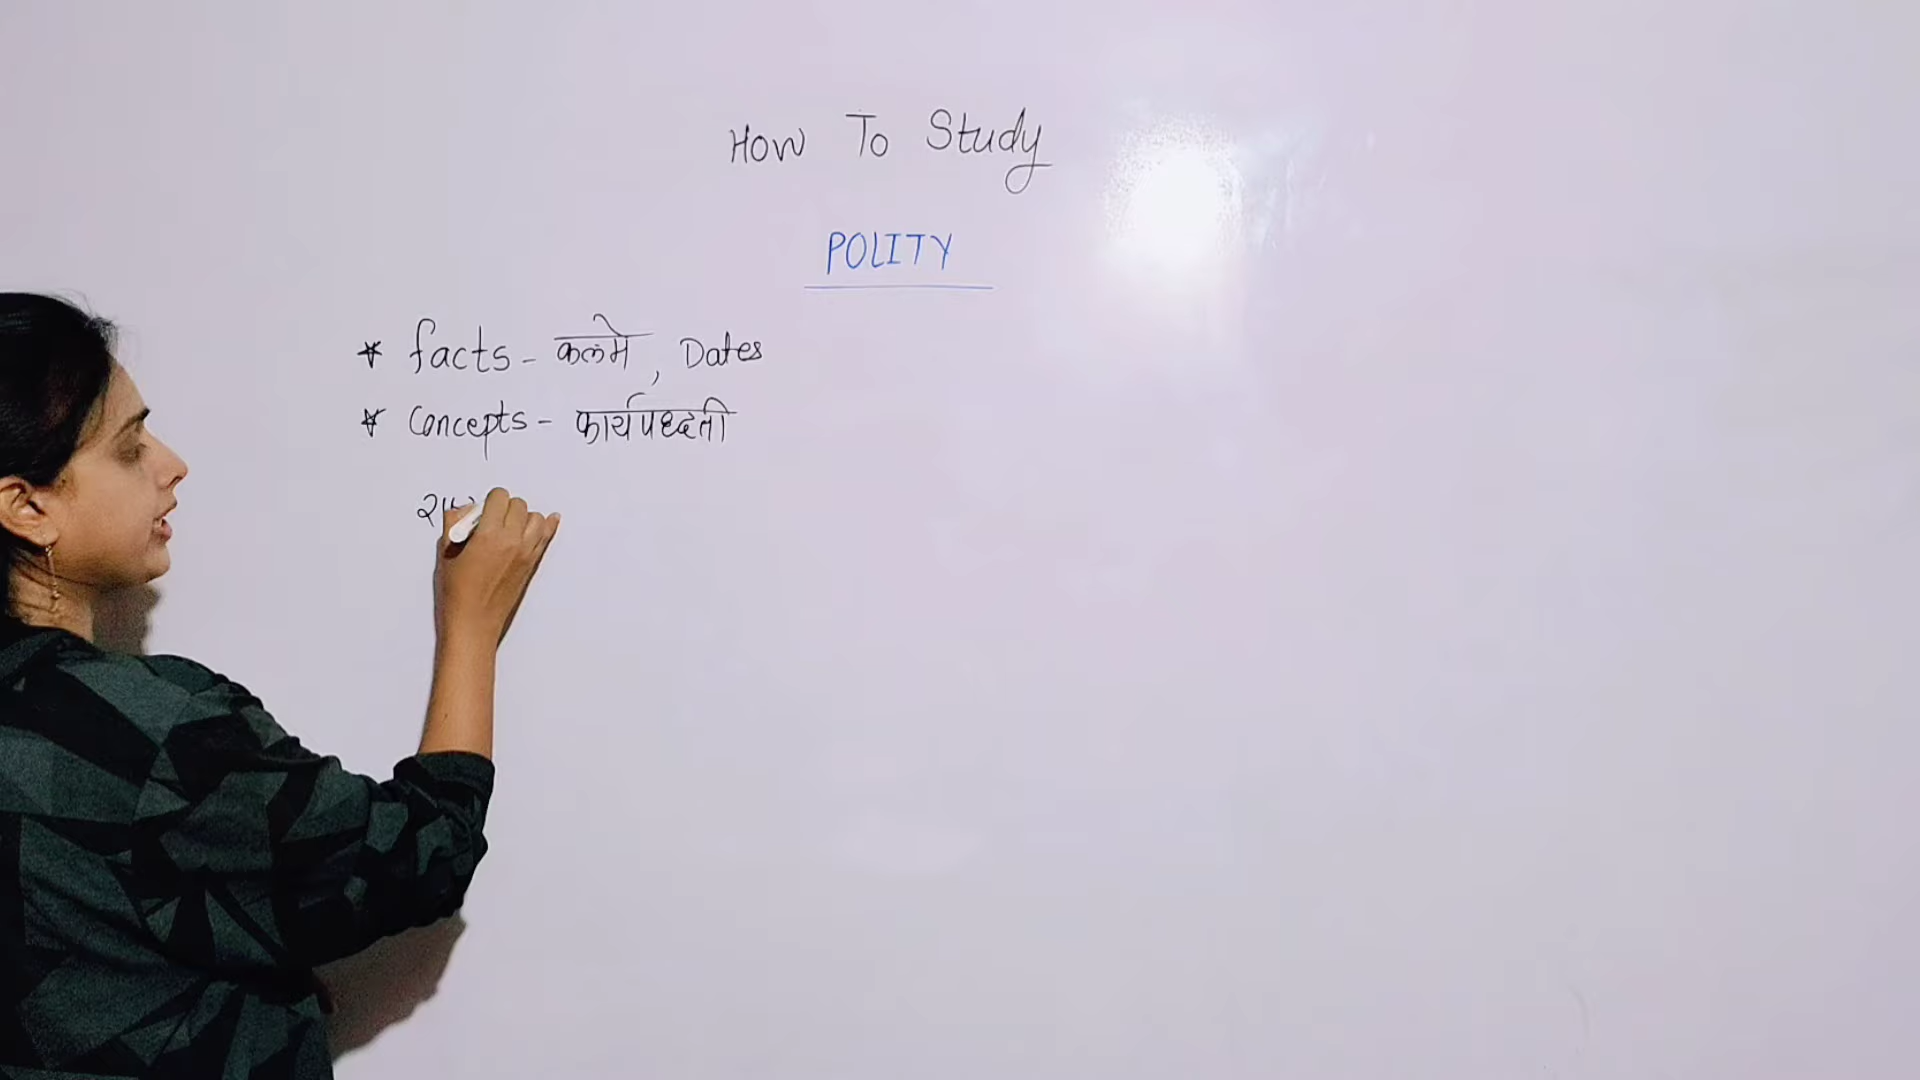 How To Study
POLITY
* facts - कलमे, Dates
* Concepts - कार्यपध्दती